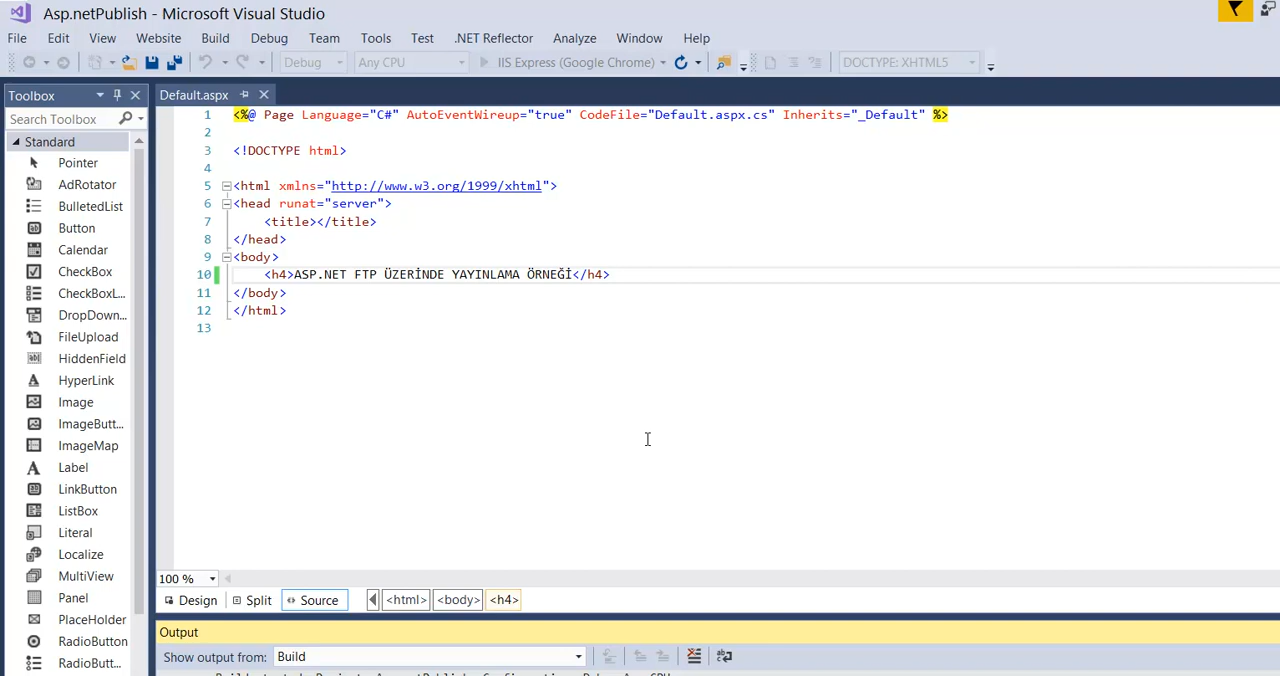 Asp.netPublish - Microsoft Visual Studio
File Edit View Website Build Debug Team Tools Test .NET Reflector Analyze Window Help
Debug Any CPU IIS Express (Google Chrome) DOCTYPE: XHTML5
Toolbox
Search Toolbox
Standard
Pointer
AdRotator
BulletedList
Button
Calendar
CheckBox
CheckBoxL...
DropDown...
FileUpload
HiddenField
HyperLink
Image
ImageButt...
ImageMap
Label
LinkButton
ListBox
Literal
Localize
MultiView
Panel
PlaceHolder
RadioButton
RadioButt...
Default.aspx
1 <%@ Page Language="C#" AutoEventWireup="true" CodeFile="Default.aspx.cs" Inherits="_Default" %>
2
3 <!DOCTYPE html>
4
5 <html xmlns="http://www.w3.org/1999/xhtml">
6 <head runat="server">
7 <title></title>
8 </head>
9 <body>
10 <h4>ASP.NET FTP ÜZERİNDE YAYINLAMA ÖRNEĞİ</h4>
11 </body>
12 </html>
13
100 %
Design Split Source <html> <body> <h4>
Output
Show output from: Build